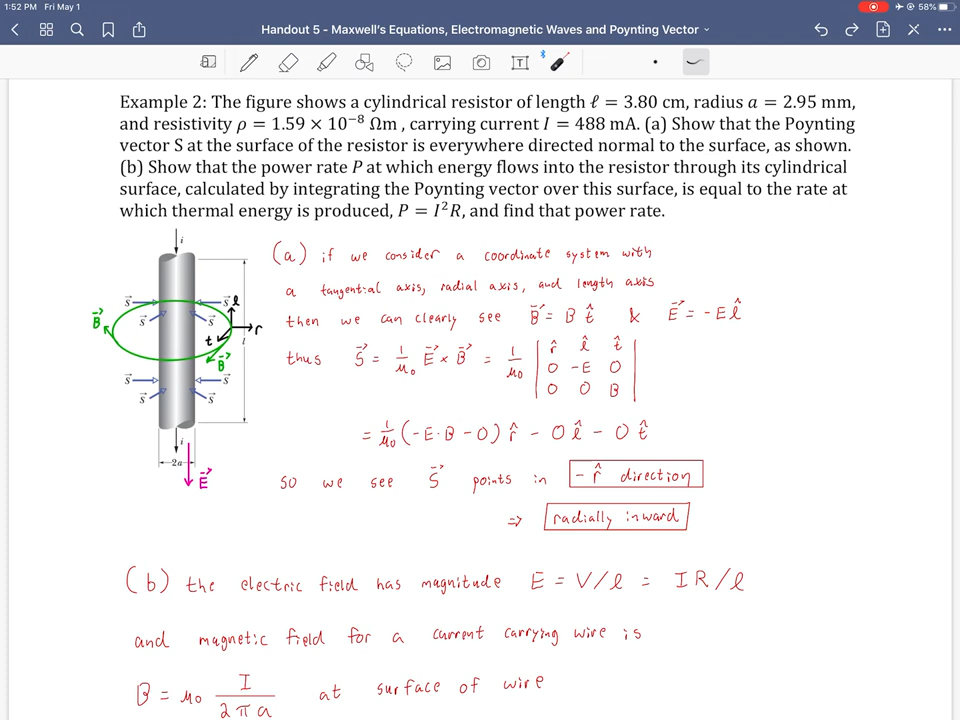 1:52 PM Fri May 1
58%
Handout 5 - Maxwell's Equations, Electromagnetic Waves and Poynting Vector
Example 2: The figure shows a cylindrical resistor of length ℓ = 3.80 cm, radius a = 2.95 mm,
and resistivity ρ = 1.59 × 10⁻⁸ Ωm , carrying current I = 488 mA. (a) Show that the Poynting
vector S at the surface of the resistor is everywhere directed normal to the surface, as shown.
(b) Show that the power rate P at which energy flows into the resistor through its cylindrical
surface, calculated by integrating the Poynting vector over this surface, is equal to the rate at
which thermal energy is produced, P = I²R, and find that power rate.
i
S⃗ S⃗ ℓ
S⃗ S⃗
B⃗ r
t l
B⃗
S⃗ S⃗
S⃗ S⃗
i
2a
E⃗
(a) if we consider a coordinate system with
a tangential axis, radial axis, and length axis
then we can clearly see B⃗ = B t̂ & E⃗ = -E ℓ̂
thus S⃗ = 1/μ₀ E⃗ × B⃗ = 1/μ₀ | r̂ ℓ̂ t̂ |
| 0 -E 0 |
| 0 0 B |
= 1/μ₀ (-E·B - 0) r̂ - 0 ℓ̂ - 0 t̂
so we see S⃗ points in - r̂ direction
⇒ radially inward
(b) the electric field has magnitude E = V/ℓ = IR/ℓ
and magnetic field for a current carrying wire is
B = μ₀ I/2πa at surface of wire